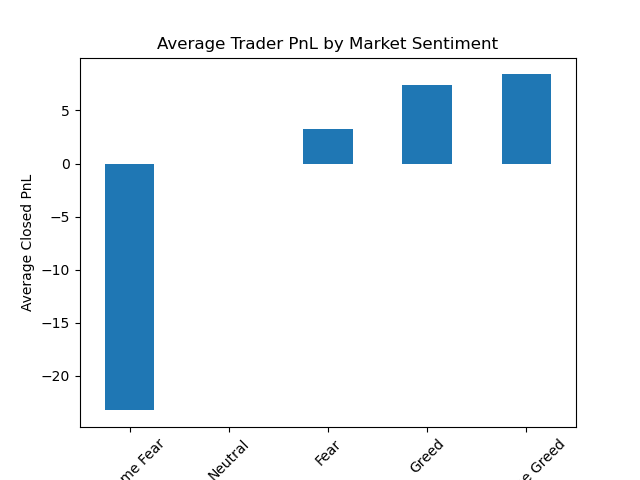 Average Trader PnL by Market Sentiment
Average Closed PnL
5
0
−5
−10
−15
−20
me Fear
Neutral
Fear
Greed
e Greed